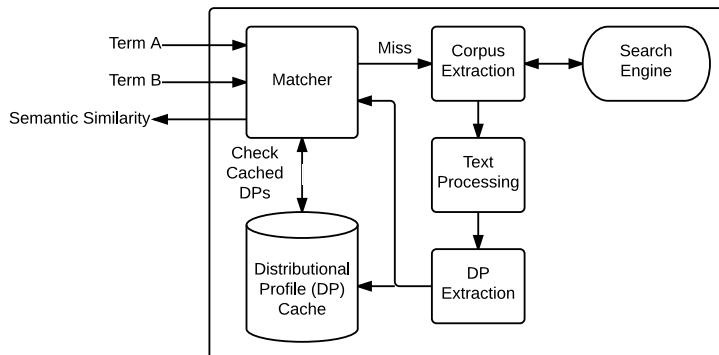 Term A
Term B
Semantic Similarity
Matcher
Miss
Corpus
Extraction
Search
Engine
Check
Cached
DPs
Text
Processing
Distributional
Profile (DP)
Cache
DP
Extraction